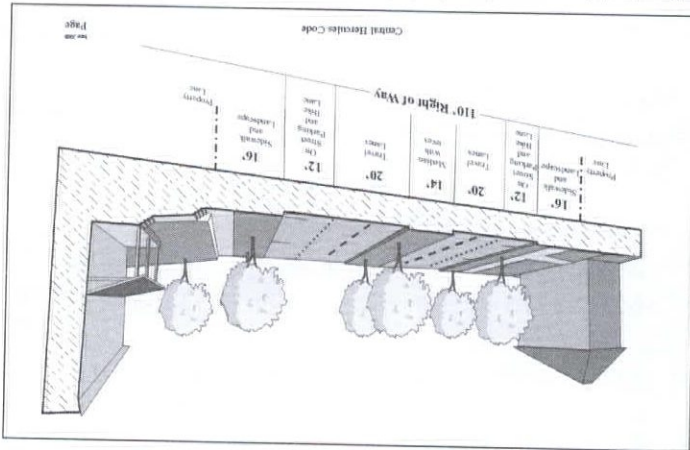 Property
Line
16'
Sidewalk
and
Landscape
12'
On
Street
Parking
and
Bike
Lane
20'
Travel
Lanes
14'
Median
With
trees
20'
Travel
Lanes
12'
On
Street
Parking
and
Bike
Lane
16'
Sidewalk
and
Landscape
Property
Line
110' Right of Way
Central Hercules Code
Page